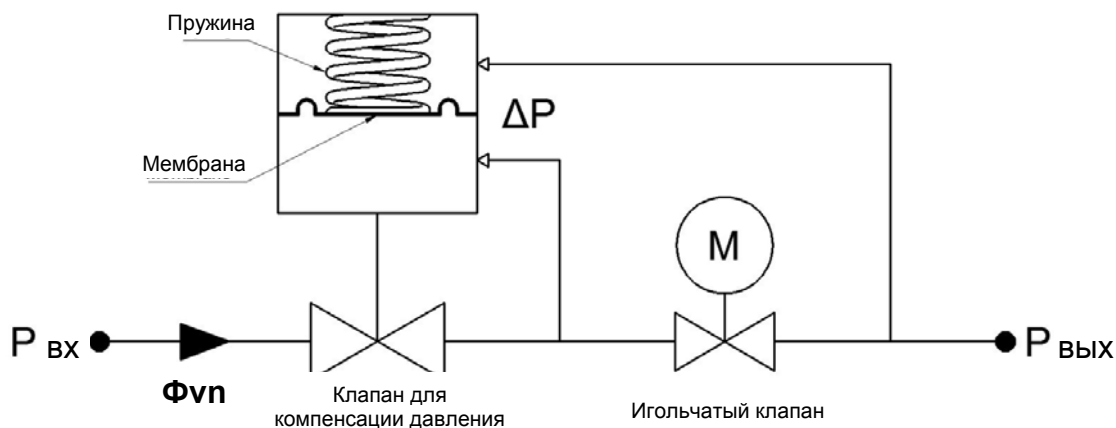 Пружина
ΔP
Мембрана
M
P вх
P вых
Φvn
Клапан для
компенсации давления
Игольчатый клапан